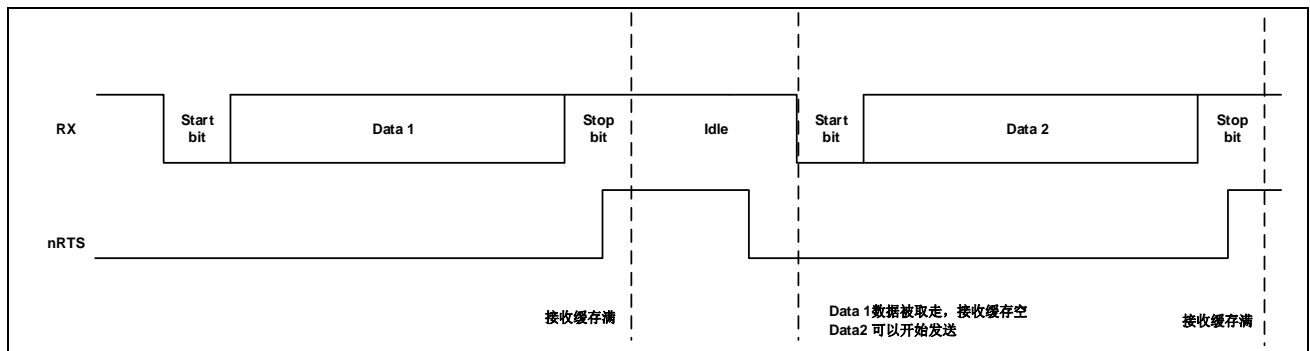 RX
Start
bit
Data 1
Stop
bit
Idle
Start
bit
Data 2
Stop
bit
nRTS
接收缓存满
Data 1数据被取走，接收缓存空
Data2 可以开始发送
接收缓存满